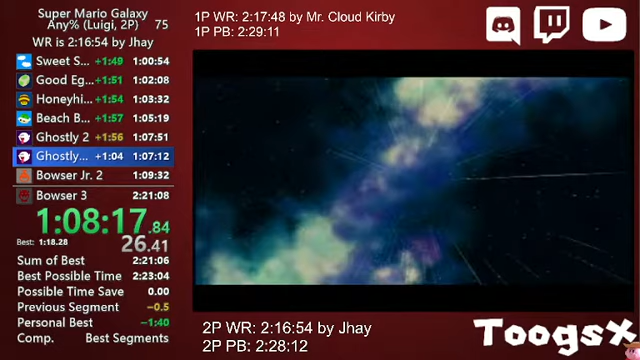 Super Mario Galaxy
Any% (Luigi, 2P) 75
WR is 2:16:54 by Jhay
Sweet S... +1:49 1:00:54
Good Eg... +1:51 1:02:08
Honeyhi... +1:54 1:03:32
Beach B... +1:57 1:05:19
Ghostly 2 +1:56 1:07:51
Ghostly... +1:04 1:07:12
Bowser Jr. 2 1:09:32
Bowser 3 2:21:08
1:08:17.84
Best: 1:18.28 26.41
Sum of Best 2:21:06
Best Possible Time 2:23:04
Possible Time Save 0.00
Previous Segment −0.5
Personal Best −1:40
Comp. Best Segments
1P WR: 2:17:48 by Mr. Cloud Kirby
1P PB: 2:29:11
2P WR: 2:16:54 by Jhay
2P PB: 2:28:12
ToogsX